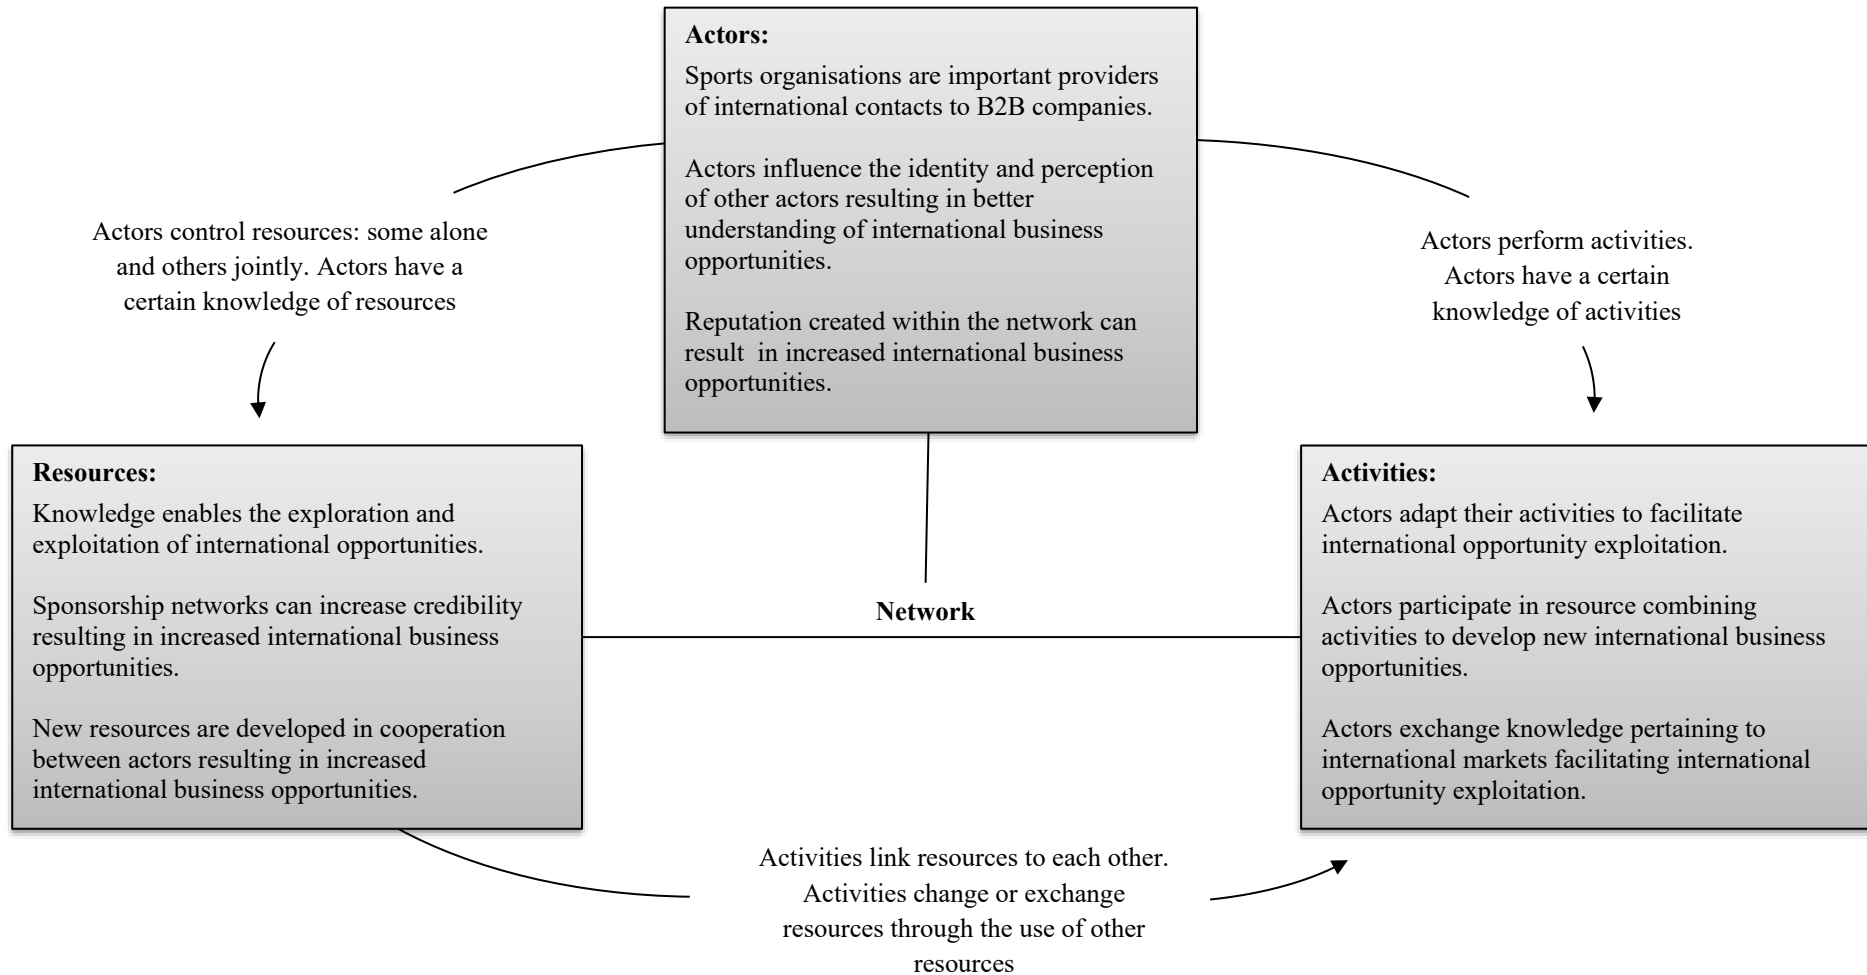 Actors:
Sports organisations are important providers
of international contacts to B2B companies.
Actors influence the identity and perception
of other actors resulting in better
understanding of international business
opportunities.
Reputation created within the network can
result  in increased international business
opportunities.
Actors control resources: some alone
and others jointly. Actors have a
certain knowledge of resources
Actors perform activities.
Actors have a certain
knowledge of activities
Resources:
Knowledge enables the exploration and
exploitation of international opportunities.
Sponsorship networks can increase credibility
resulting in increased international business
opportunities.
New resources are developed in cooperation
between actors resulting in increased
international business opportunities.
Network
Activities:
Actors adapt their activities to facilitate
international opportunity exploitation.
Actors participate in resource combining
activities to develop new international business
opportunities.
Actors exchange knowledge pertaining to
international markets facilitating international
opportunity exploitation.
Activities link resources to each other.
Activities change or exchange
resources through the use of other
resources